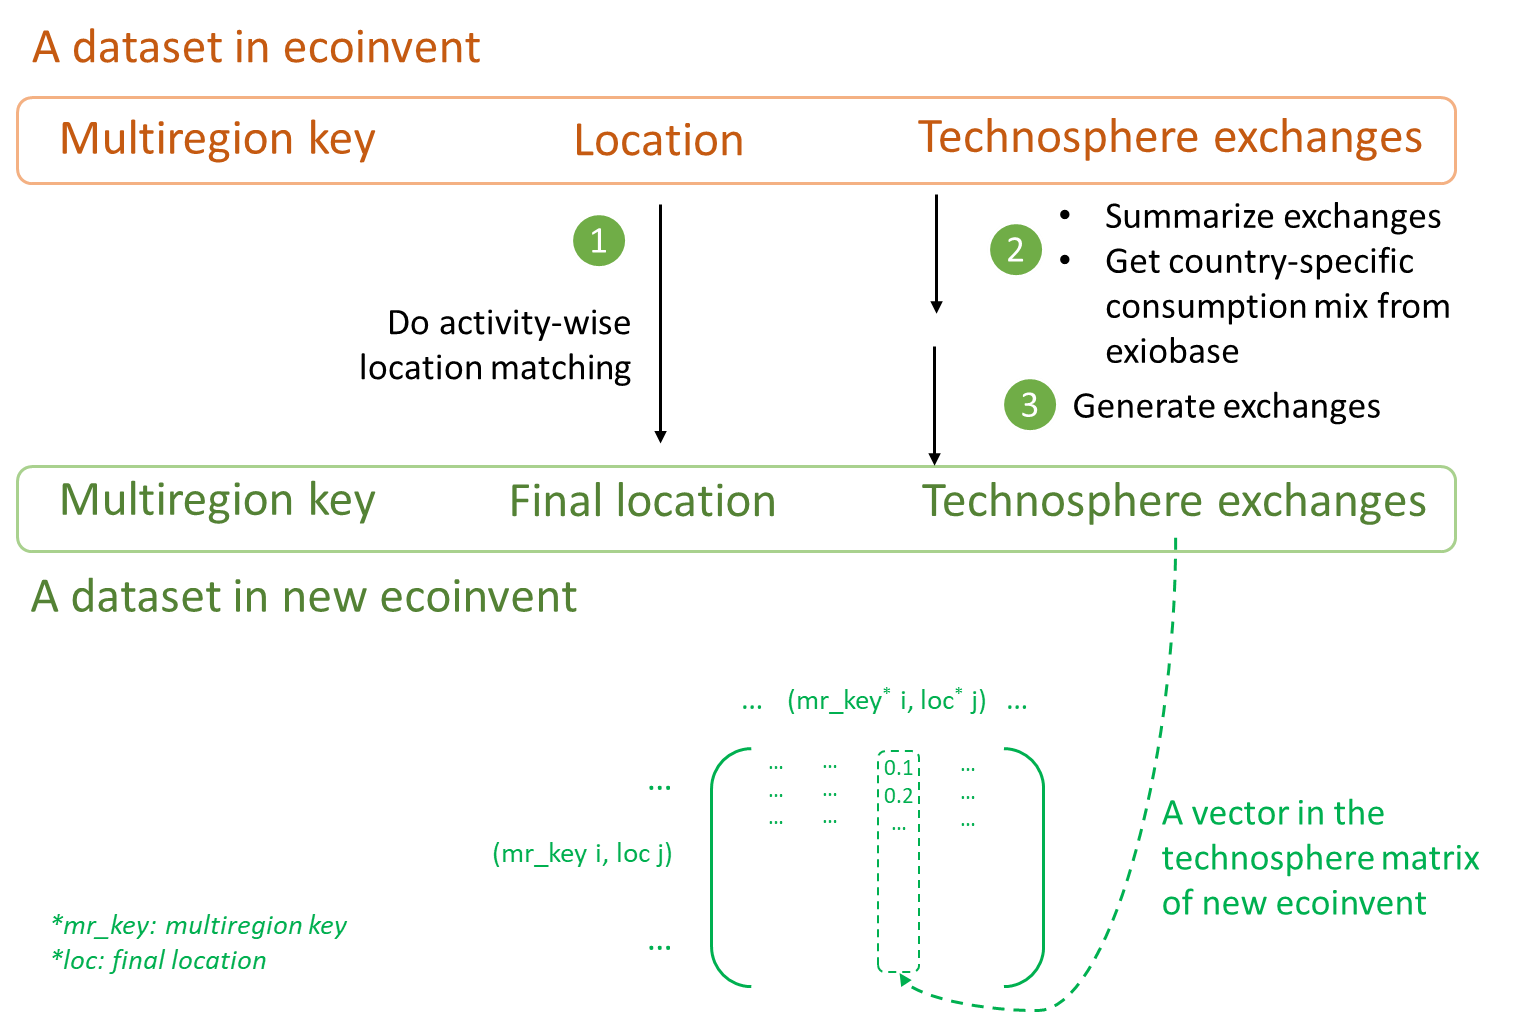 A dataset in ecoinvent
Multiregion key Location Technosphere exchanges
1
Do activity-wise
location matching
2
• Summarize exchanges
• Get country-specific
consumption mix from
exiobase
3 Generate exchanges
Multiregion key Final location Technosphere exchanges
A dataset in new ecoinvent
... (mr_key* i, loc* j) ...
... ... 0.1 ...
...
... ... 0.2 ...
... ... ... ...
(mr_key i, loc j)
...
A vector in the
technosphere matrix
of new ecoinvent
*mr_key: multiregion key
*loc: final location